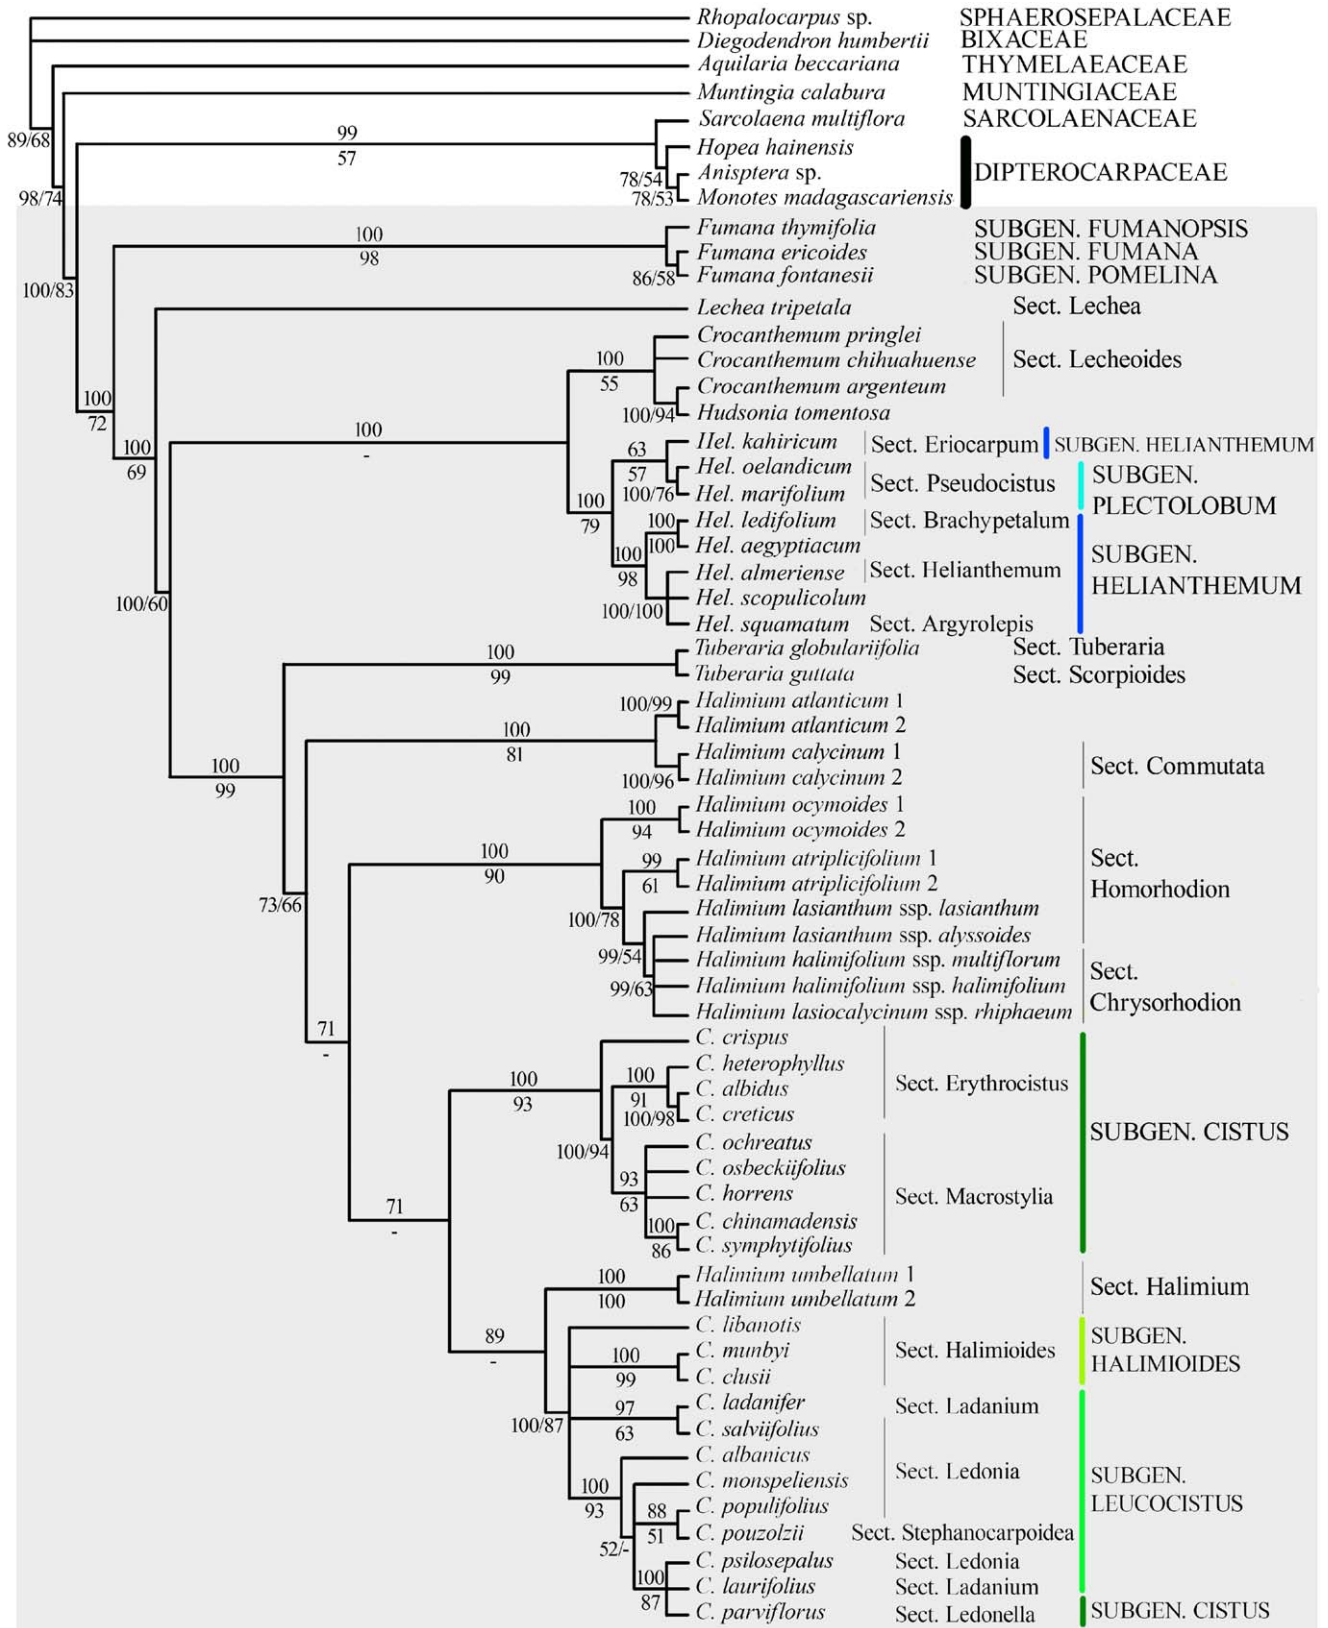 Rhopalocarpus sp. SPHAEROSEPALACEAE
Diegodendron humbertii BIXACEAE
Aquilaria beccariana THYMELAEACEAE
Muntingia calabura MUNTINGIACEAE
Sarcolaena multiflora SARCOLAENACEAE
89/68
99
57
Hopea hainensis
Anisptera sp. DIPTEROCARPACEAE
78/54
Monotes madagascariensis
98/74
78/53
Fumana thymifolia SUBGEN. FUMANOPSIS
100
98
Fumana ericoides SUBGEN. FUMANA
Fumana fontanesii SUBGEN. POMELINA
86/58
100/83
Lechea tripetala Sect. Lechea
Crocanthemum pringlei
100
55
Crocanthemum chihuahuense Sect. Lecheoides
Crocanthemum argenteum
100/94
Hudsonia tomentosa
100
72
100
-
100
69
Hel. kahiricum Sect. Eriocarpum SUBGEN. HELIANTHEMUM
63
57
Hel. oelandicum
Hel. marifolium Sect. Pseudocistus SUBGEN.
PLECTOLOBUM
100/76
100
79
Hel. ledifolium Sect. Brachypetalum
100
100
Hel. aegyptiacum
100
98
SUBGEN.
HELIANTHEMUM
Hel. almeriense Sect. Helianthemum
Hel. scopulicolum
100/100
Hel. squamatum Sect. Argyrolepis
100/60
Tuberaria globulariifolia Sect. Tuberaria
100
99
Tuberaria guttata Sect. Scorpioides
Halimium atlanticum 1
100/99
Halimium atlanticum 2
100
81
Halimium calycinum 1
Sect. Commutata
Halimium calycinum 2
100/96
100
99
Halimium ocymoides 1
100
94
Halimium ocymoides 2
100
90
Halimium atriplicifolium 1
99
61
Halimium atriplicifolium 2
Sect.
Homorhodion
73/66
100/78
Halimium lasianthum ssp. lasianthum
Halimium lasianthum ssp. alyssoides
99/54
Halimium halimifolium ssp. multiflorum
Sect.
Chrysorhodion
99/63
Halimium halimifolium ssp. halimifolium
Halimium lasiocalycinum ssp. rhiphaeum
71
-
C. crispus
C. heterophyllus
100
93
100
91
C. albidus Sect. Erythrocistus
C. creticus
100/98
SUBGEN. CISTUS
100/94
C. ochreatus
C. osbeckiifolius
93
63
C. horrens Sect. Macrostylia
C. chinamadensis
100
86
C. symphytifolius
71
-
Halimium umbellatum 1
100
100
Sect. Halimium
Halimium umbellatum 2
C. libanotis
89
-
C. munbyi Sect. Halimioides SUBGEN.
HALIMIOIDES
100
99
C. clusii
C. ladanifer Sect. Ladanium
97
63
C. salviifolius
100/87
C. albanicus
Sect. Ledonia
C. monspeliensis
100
93
SUBGEN.
LEUCOCISTUS
C. populifolius
88
51
C. pouzolzii Sect. Stephanocarpoidea
52/-
C. psilosepalus Sect. Ledonia
100
87
C. laurifolius Sect. Ladanium
C. parviflorus Sect. Ledonella SUBGEN. CISTUS